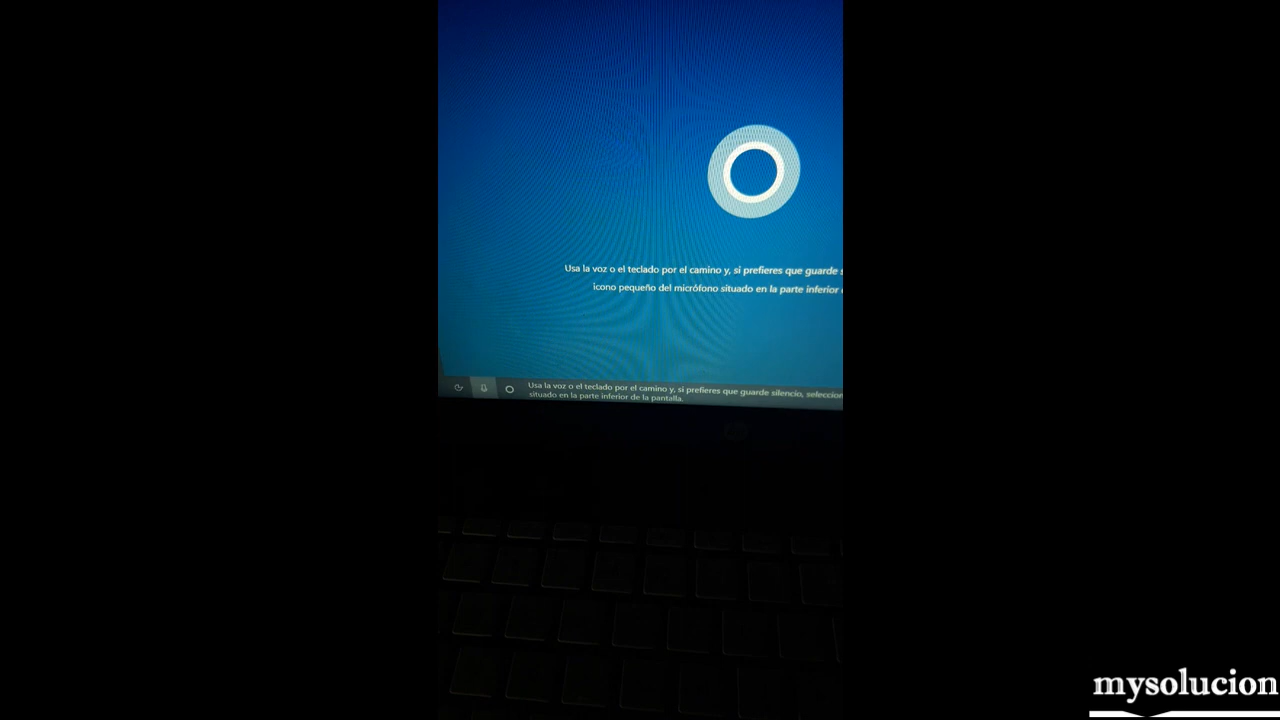 Usa la voz o el teclado por el camino y, si prefieres que guarde s
icono pequeño del micrófono situado en la parte inferior
Usa la voz o el teclado por el camino y, si prefieres que guarde silencio, seleccion
situado en la parte inferior de la pantalla.
mysolucion